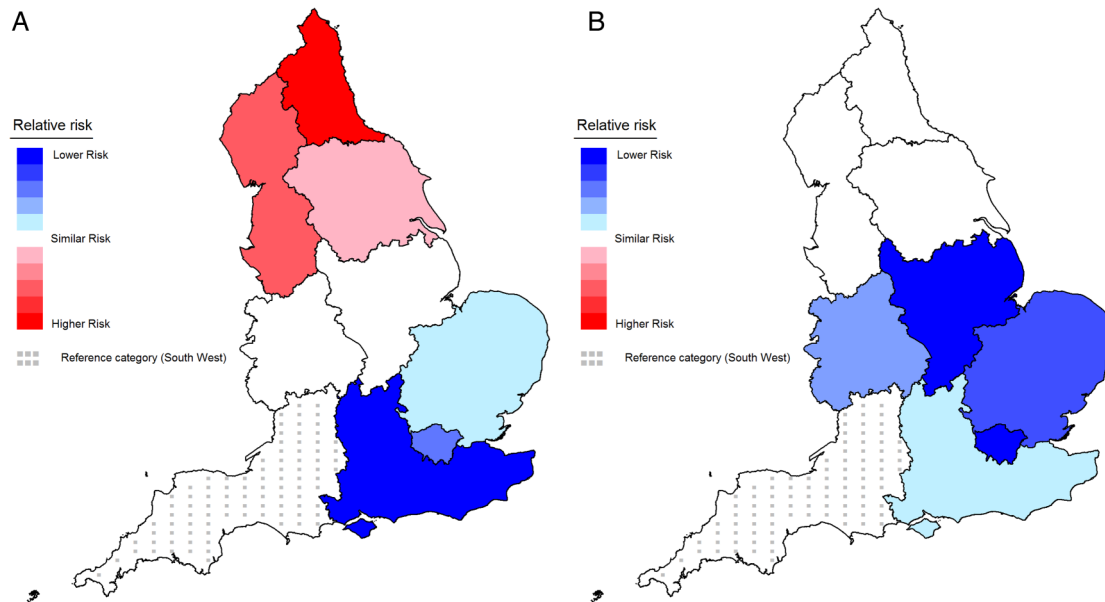 A
Relative risk
Lower Risk
Similar Risk
Higher Risk
Reference category (South West)
B
Relative risk
Lower Risk
Similar Risk
Higher Risk
Reference category (South West)